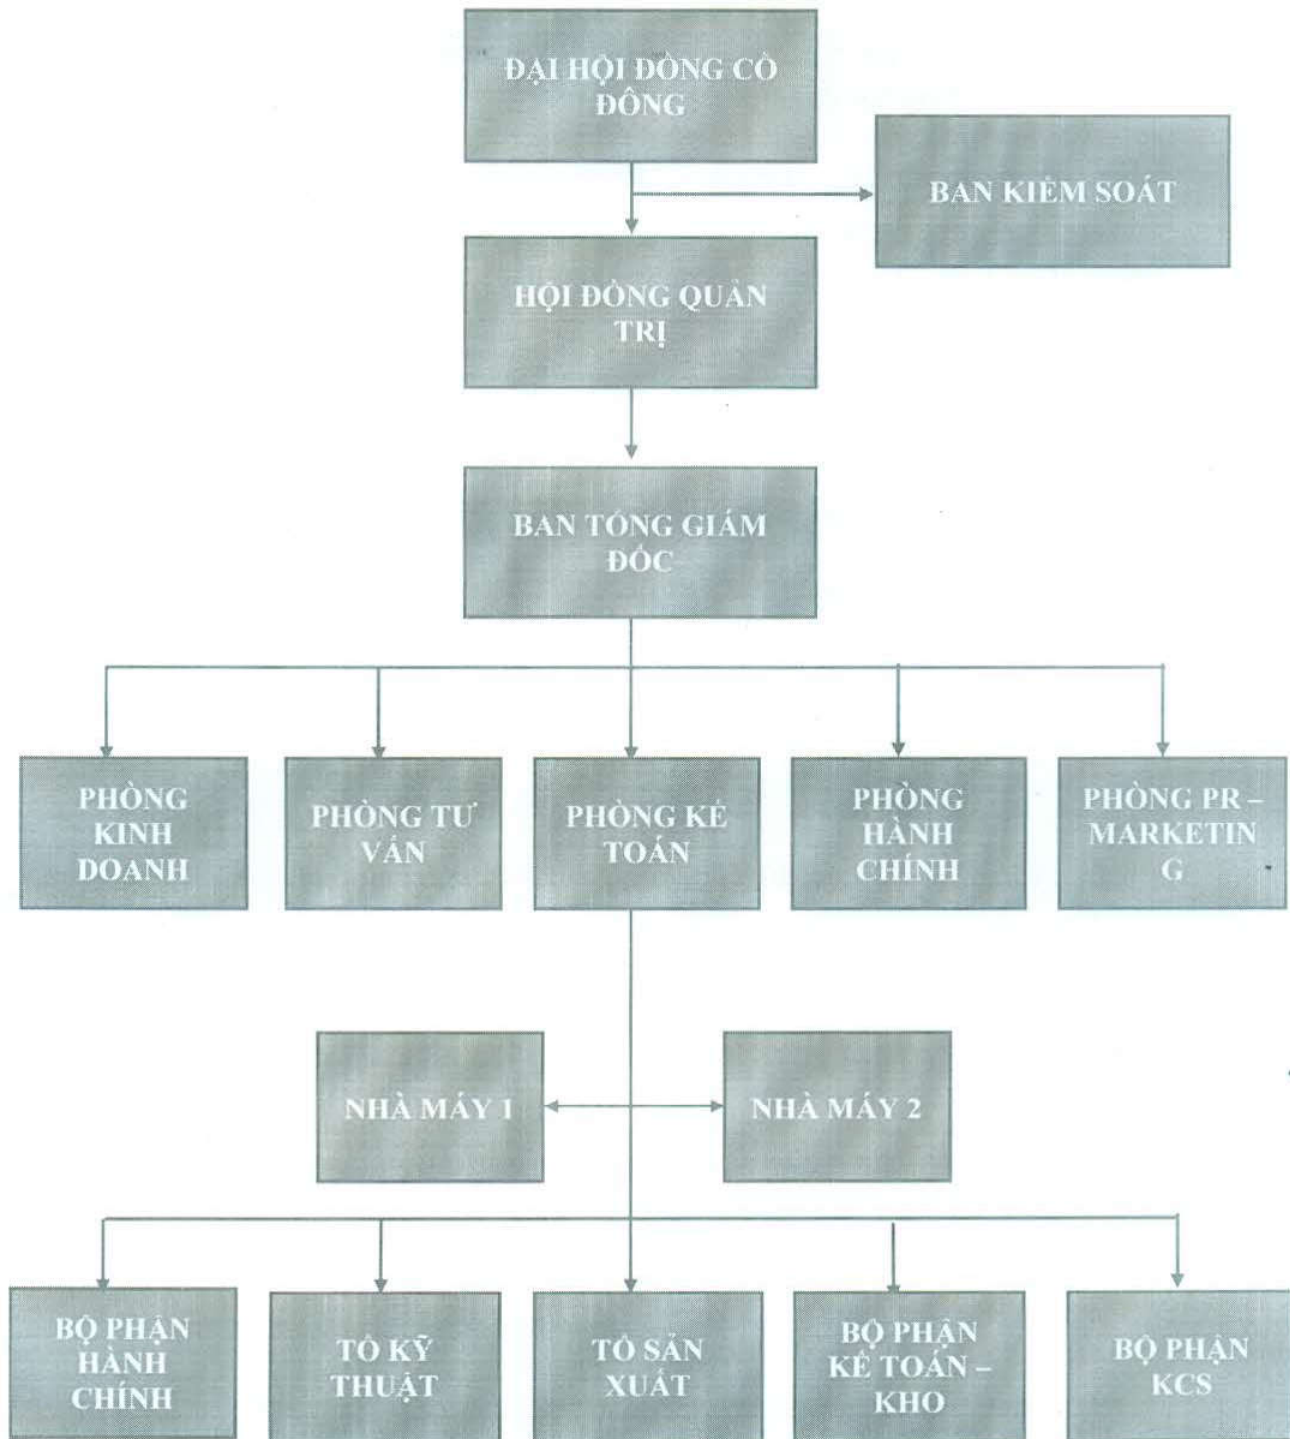 ĐẠI HỘI ĐỒNG CỔ
ĐÔNG
BAN KIỂM SOÁT
HỘI ĐỒNG QUẢN
TRỊ
BAN TỔNG GIÁM
ĐỐC
PHÒNG
KINH
DOANH
PHÒNG TƯ
VẤN
PHÒNG KẾ
TOÁN
PHÒNG
HÀNH
CHÍNH
PHÒNG PR –
MARKETIN
G
NHÀ MÁY 1
NHÀ MÁY 2
BỘ PHẬN
HÀNH
CHÍNH
TỔ KỸ
THUẬT
TỔ SẢN
XUẤT
BỘ PHẬN
KẾ TOÁN –
KHO
BỘ PHẬN
KCS